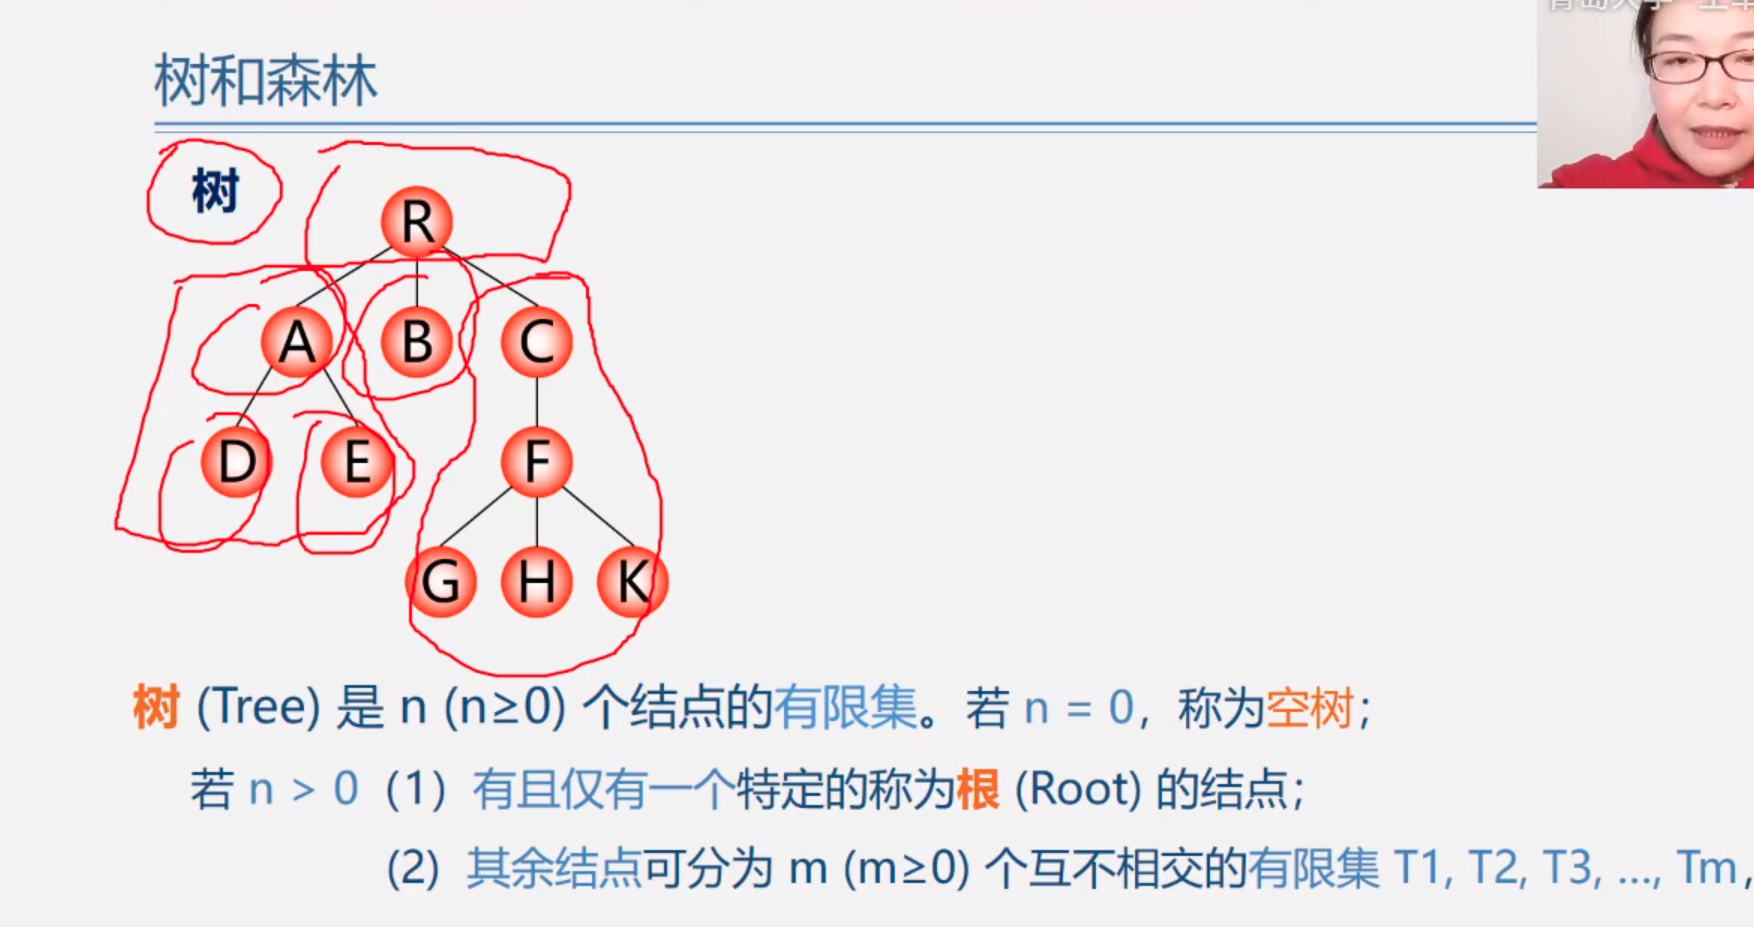 树和森林
树
R
A B C
D E F
G H K
树 (Tree) 是 n (n≥0) 个结点的有限集。若 n = 0，称为空树；
若 n > 0（1）有且仅有一个特定的称为根 (Root) 的结点；
(2) 其余结点可分为 m (m≥0) 个互不相交的有限集 T1, T2, T3, …, Tm,